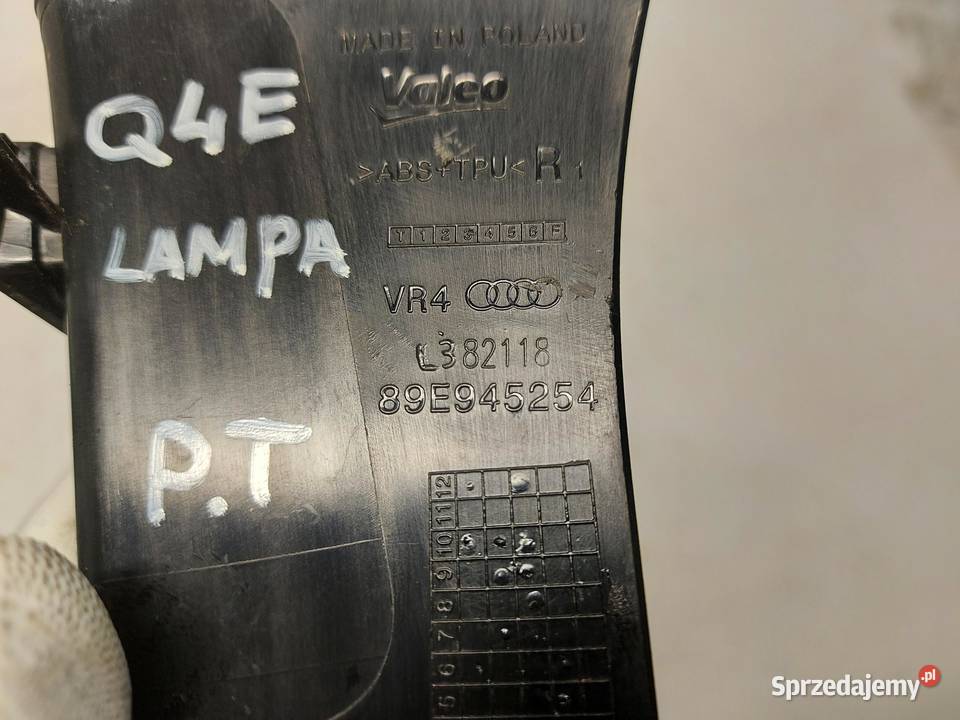 MADE IN POLAND
Valeo
>ABS+TPU< R 1
T 1 2 3 4 5 6 F
VR4
L382118
89E945254
Q4E
LAMPA
P.T
12
11
10
9
8
7
6
5
Sprzedajemy.pl